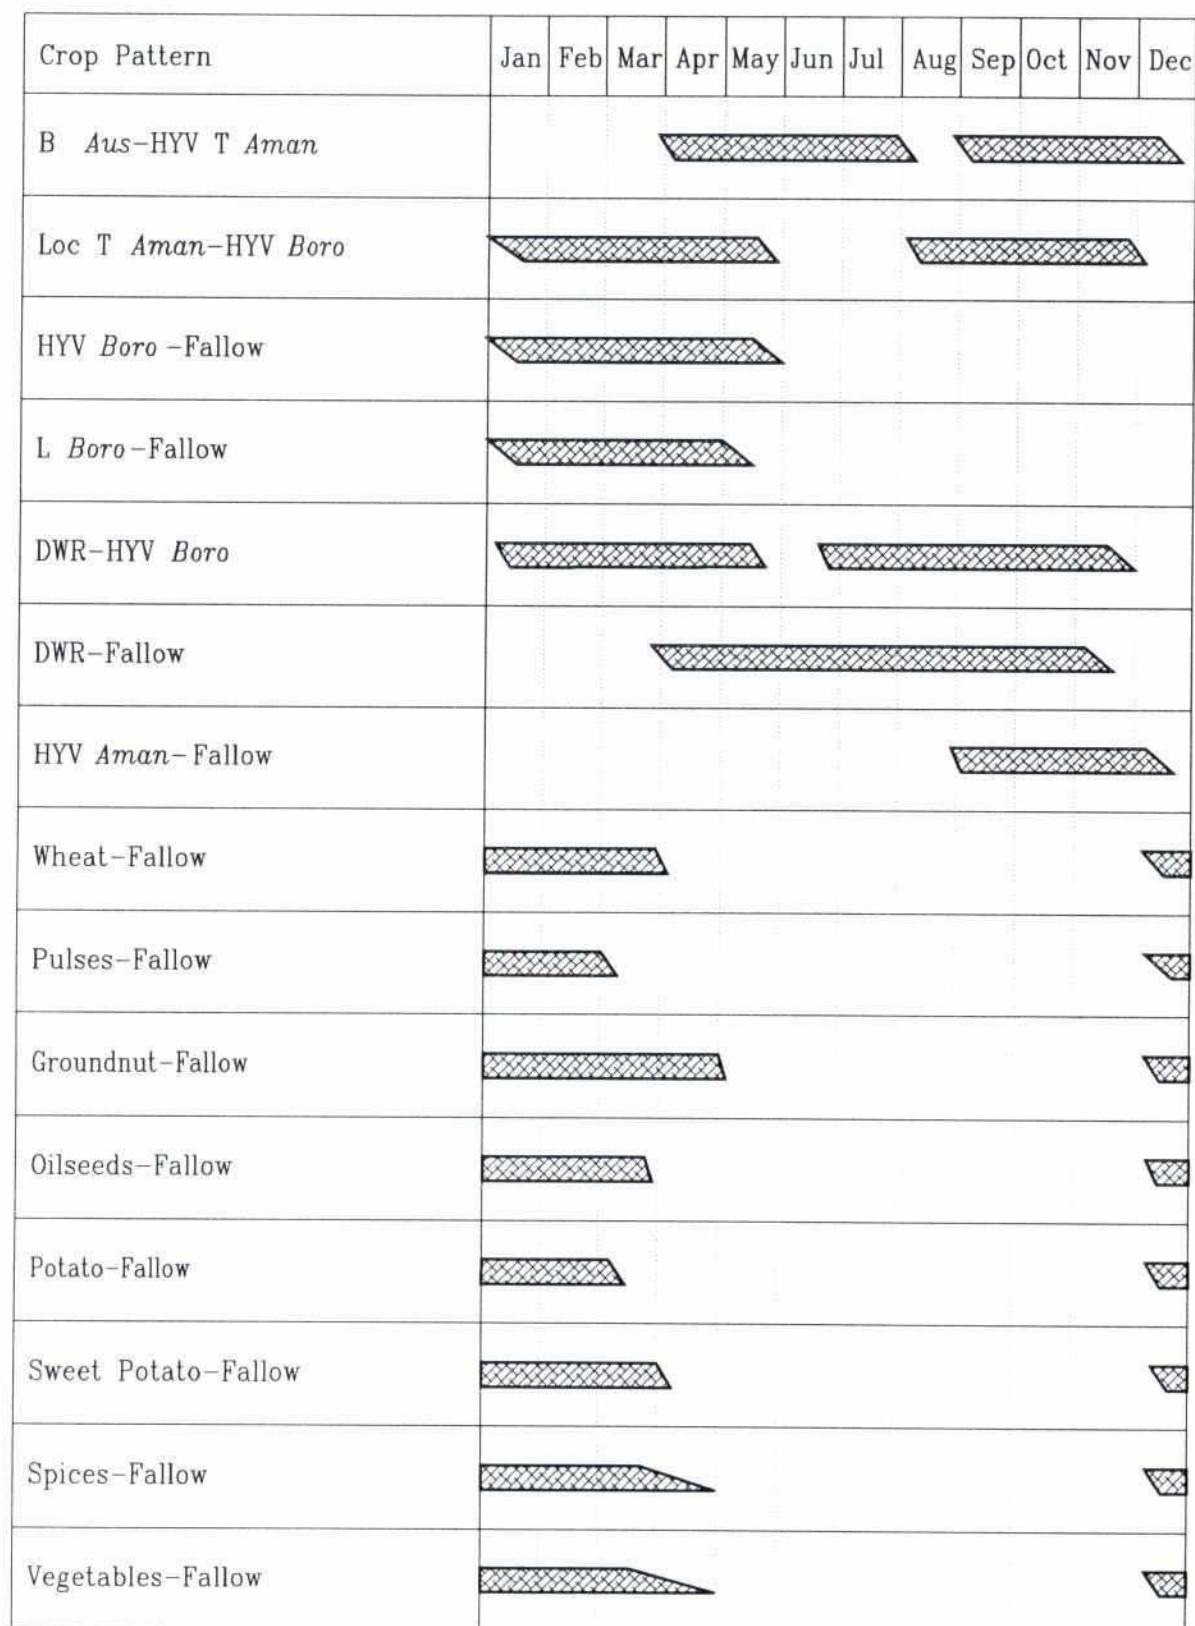 Crop Pattern Jan Feb Mar Apr May Jun Jul Aug Sep Oct Nov Dec
B Aus-HYV T Aman
Loc T Aman-HYV Boro
HYV Boro -Fallow
L Boro-Fallow
DWR-HYV Boro
DWR-Fallow
HYV Aman-Fallow
Wheat-Fallow
Pulses-Fallow
Groundnut-Fallow
Oilseeds-Fallow
Potato-Fallow
Sweet Potato-Fallow
Spices-Fallow
Vegetables-Fallow